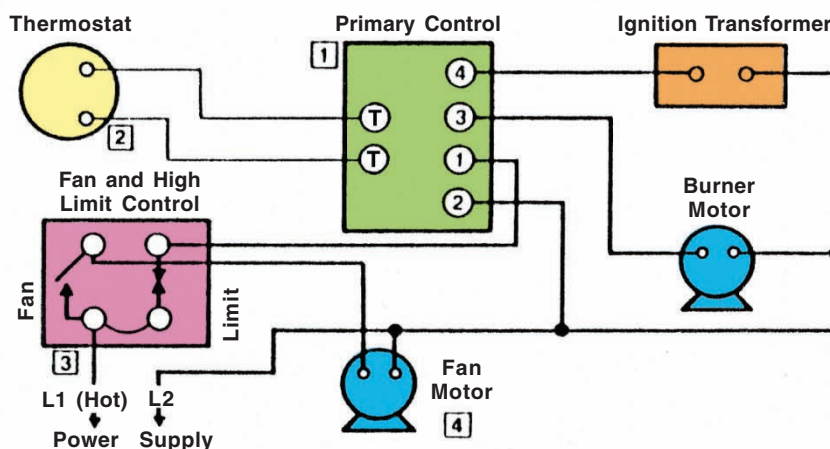 Thermostat
Primary Control
Ignition Transformer
1
4
T
3
2
T
1
Fan and High
Limit Control
2
Burner
Motor
Fan
Limit
3
Fan
Motor
L1 (Hot) L2
4
Power Supply